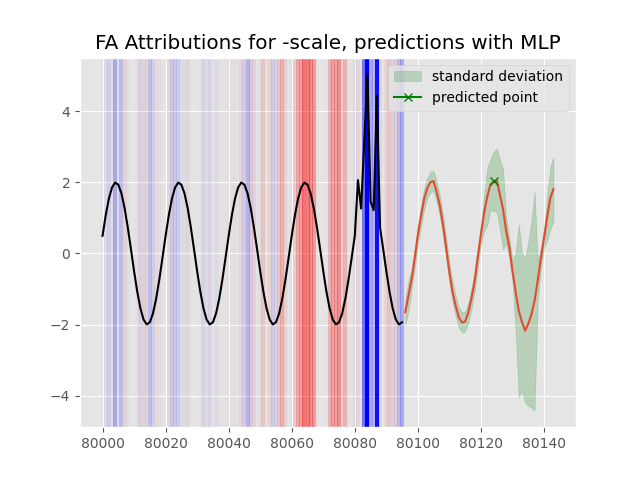 FA Attributions for -scale, predictions with MLP
standard deviation
predicted point
4
2
0
−2
−4
80000 80020 80040 80060 80080 80100 80120 80140